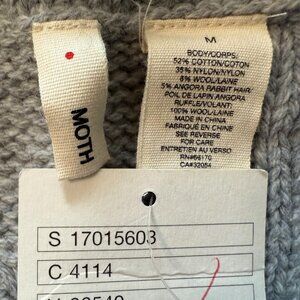 MOTH
M
BODY/CORPS:
52% COTTON/COTON
35% NYLON/NYLON
8% WOOL/LAINE
5% ANGORA RABBIT HAIR/
POIL DE LAPIN ANGORA
RUFFLE/VOLANT:
100% WOOL/LAINE
MADE IN CHINA
FABRIQUÉ EN CHINE
SEE REVERSE
FOR CARE
ENTRETIEN AU VERSO
RN#66170
CA#32054
S 17015603
C 4114